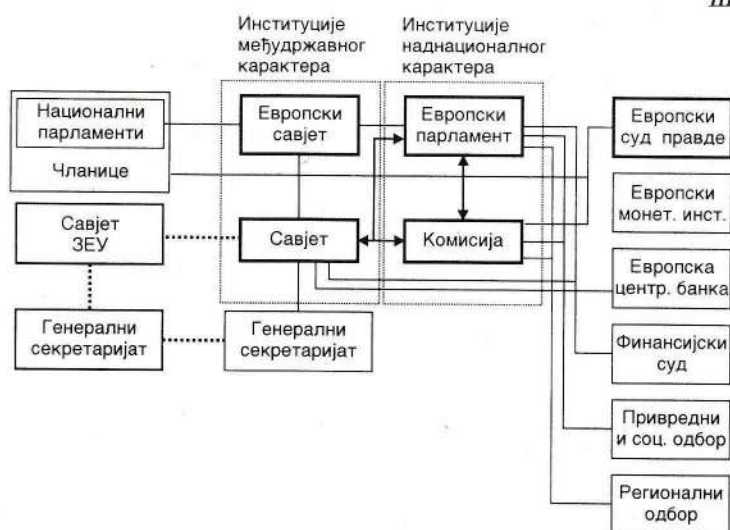 Институције
међудржавног
карактера
Институције
наднационалног
карактера
Национални
парламенти
Чланице
Европски
савјет
Европски
парламент
Европски
суд правде
Савјет
ЗЕУ
Савјет
Комисија
Европски
монет. инст.
Европска
центр. банка
Генерални
секретаријат
Генерални
секретаријат
Финансијски
суд
Привредни
и соц. одбор
Регионални
одбор